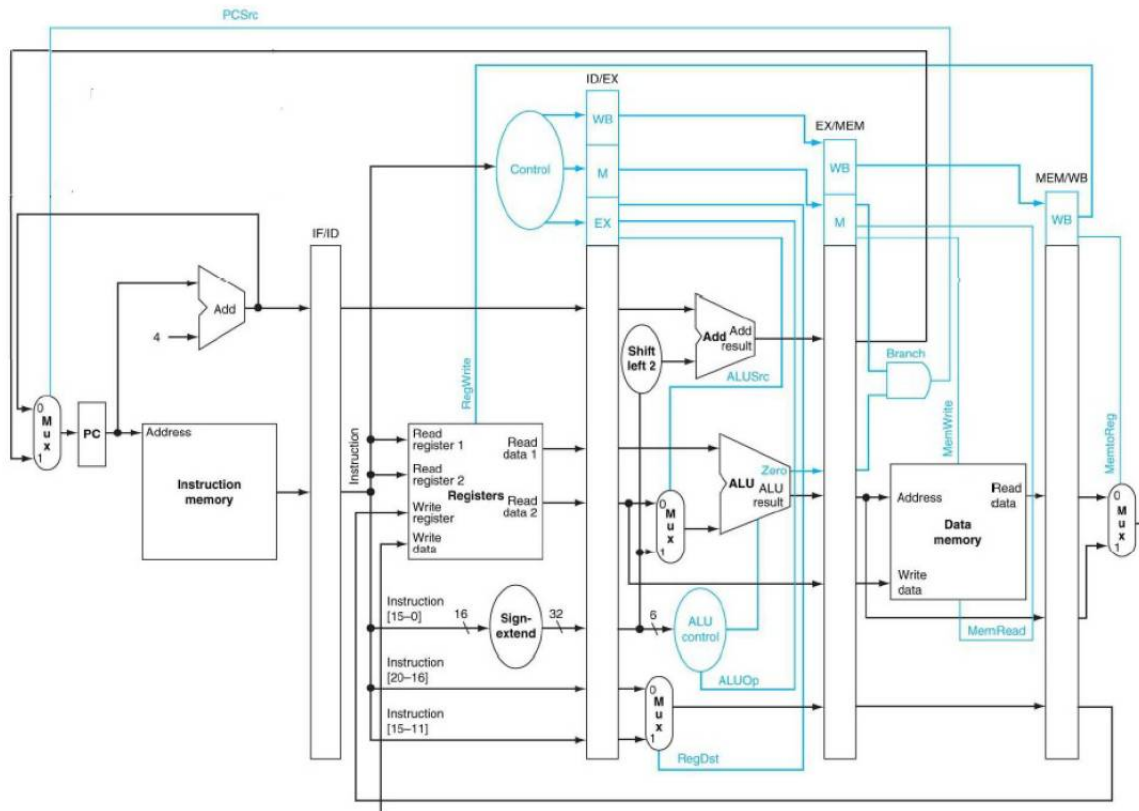 PCSrc
ID/EX
WB
EX/MEM
Control
M
WB
MEM/WB
EX
M
WB
IF/ID
Add
4
Add
Add
result
Shift
left 2
Branch
ALUSrc
RegWrite
MemWrite
MemtoReg
0
M
u
x
1
PC
Address
Instruction
memory
Instruction
Read
register 1
Read
register 2
Write
register
Write
data
Registers
Read
data 1
Read
data 2
0
M
u
x
1
ALU
Zero
ALU
result
Address
Read
data
Data
memory
Write
data
0
M
u
x
1
Instruction
[15–0]
16
Sign-
extend
32
6
ALU
control
MemRead
Instruction
[20–16]
ALUOp
Instruction
[15–11]
0
M
u
x
1
RegDst